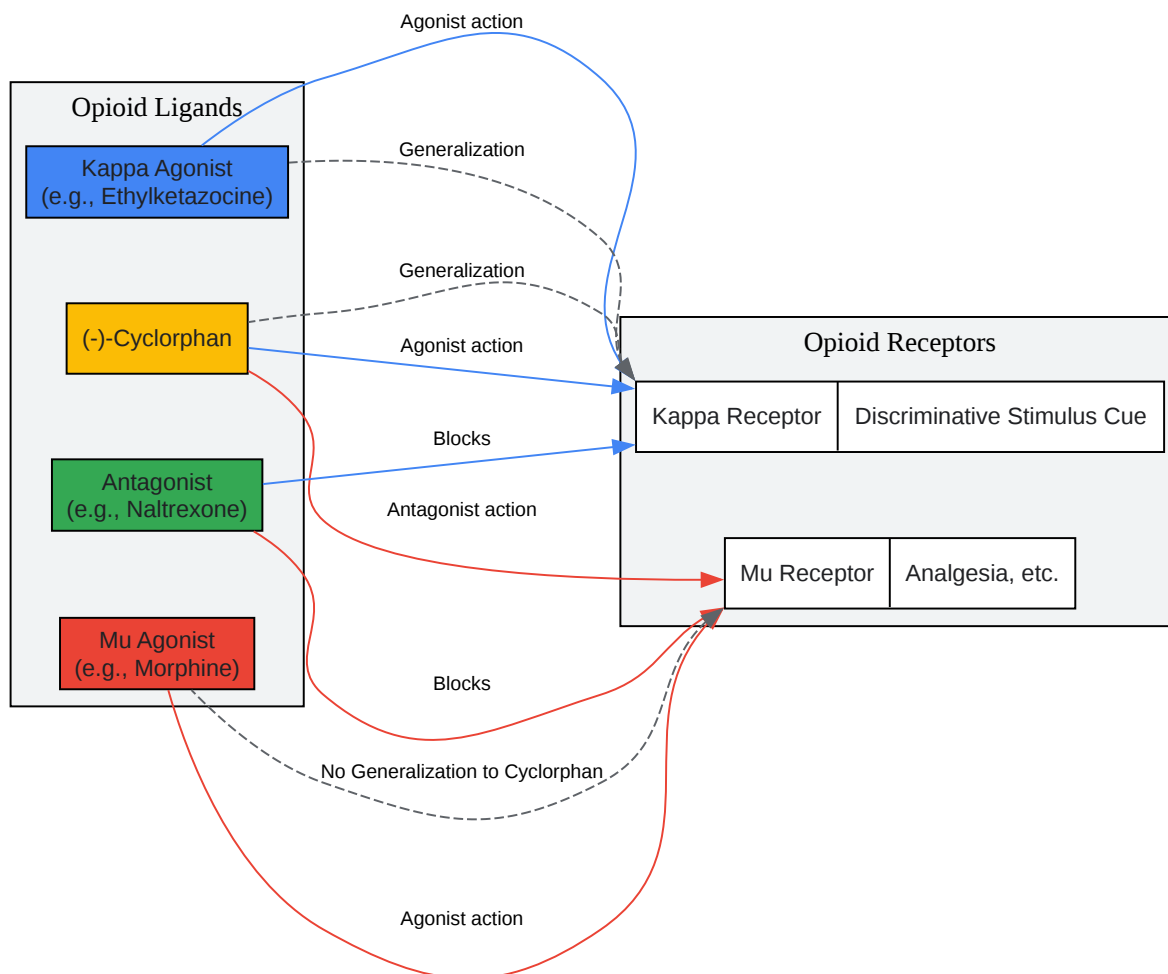 Agonist action
Opioid Ligands
Kappa Agonist
(e.g., Ethylketazocine)
Generalization
Generalization
(-)-Cyclorphan
Agonist action
Opioid Receptors
Kappa Receptor
Discriminative Stimulus Cue
Blocks
Antagonist
(e.g., Naltrexone)
Antagonist action
Mu Receptor
Analgesia, etc.
Mu Agonist
(e.g., Morphine)
Blocks
No Generalization to Cyclorphan
Agonist action